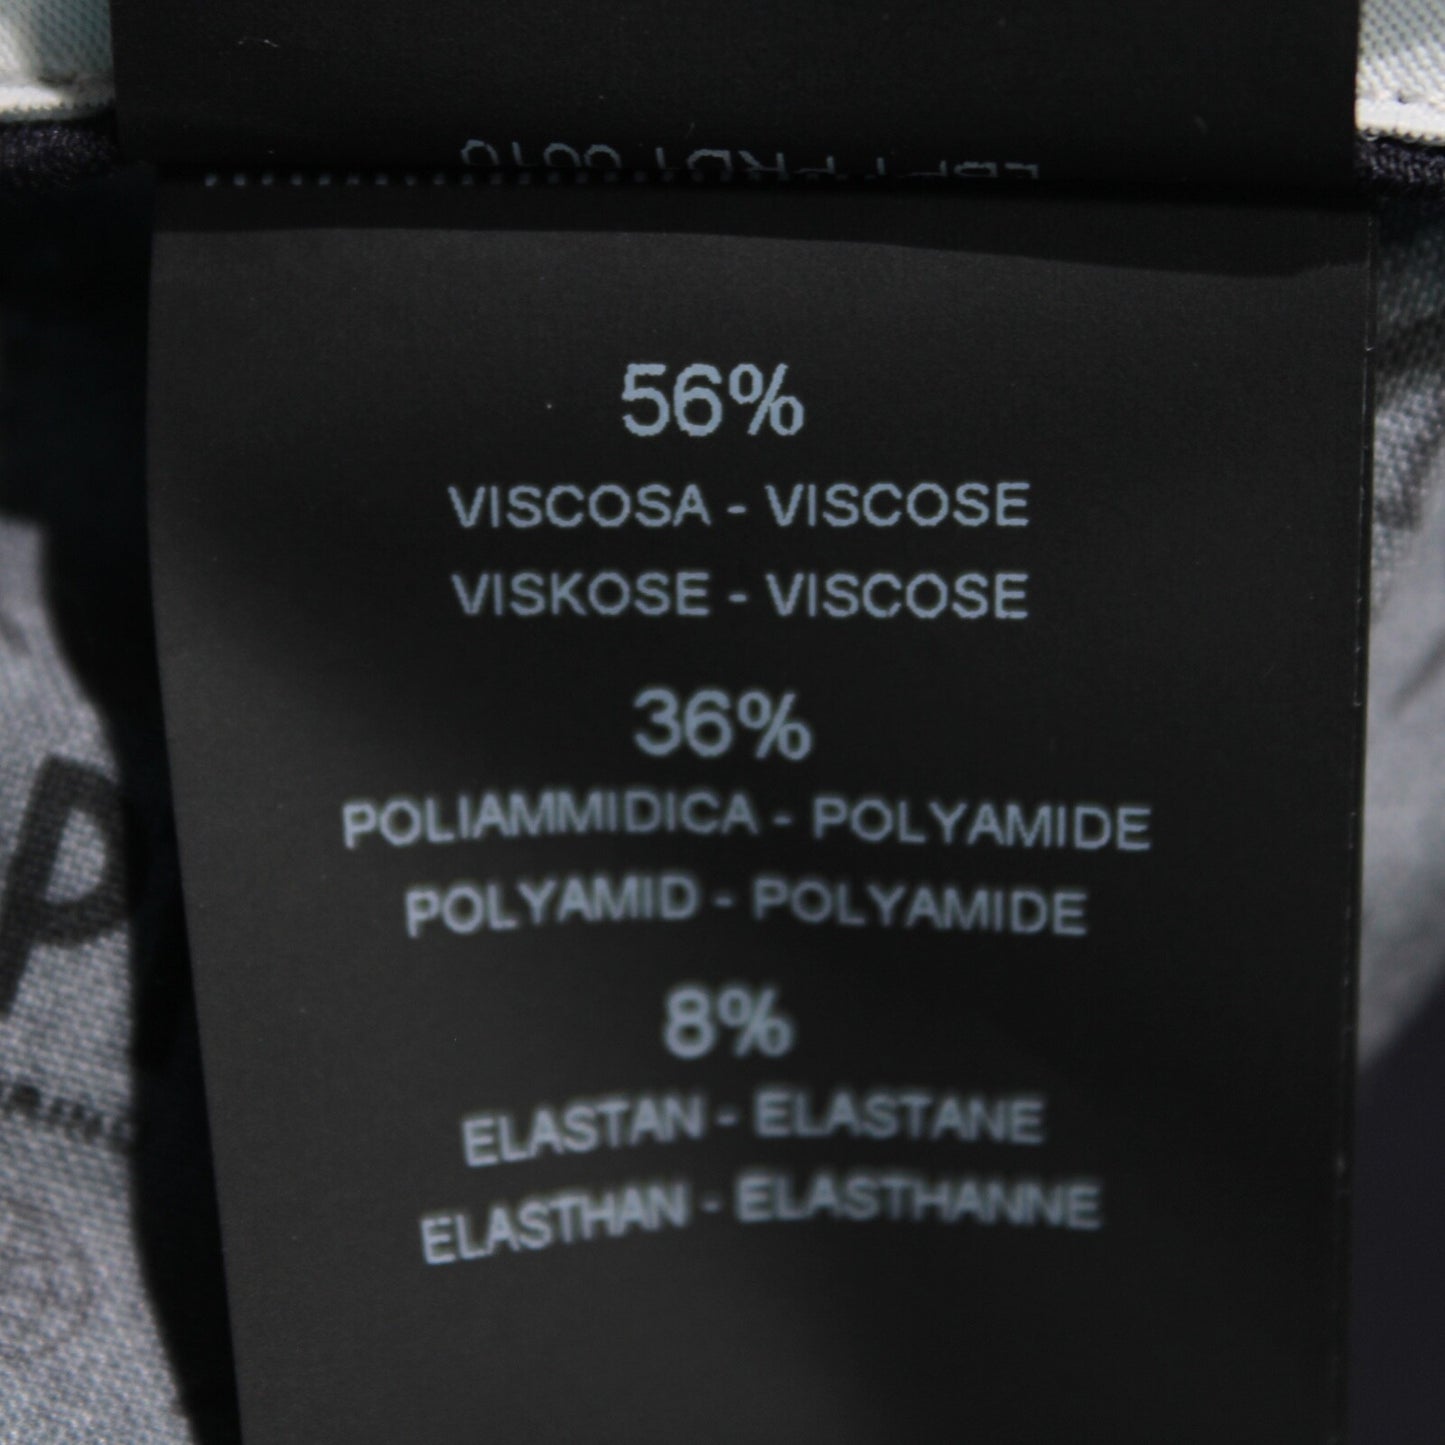 56%
VISCOSA - VISCOSE
VISKOSE - VISCOSE
36%
POLIAMMIDICA - POLYAMIDE
POLYAMID - POLYAMIDE
8%
ELASTAN - ELASTANE
ELASTHAN - ELASTHANNE